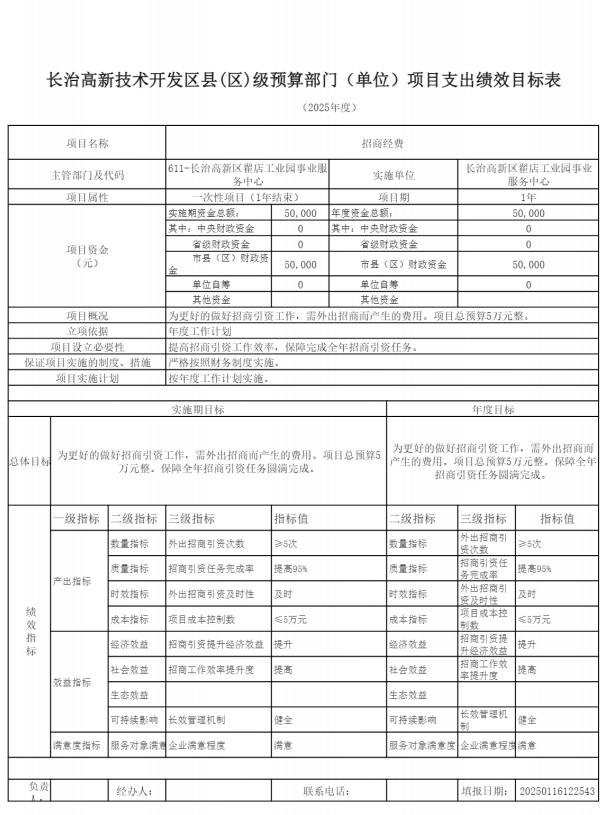 长治高新技术开发区县(区)级预算部门（单位）项目支出绩效目标表
（2025年度）
项目名称 招商经费
主管部门及代码 611-长治高新区翟店工业园事业服务中心 实施单位 长治高新区翟店工业园事业服务中心
项目属性 一次性项目（1年结束） 项目期 1年
项目资金（元） 实施期资金总额： 50,000 年度资金总额： 50,000
其中：中央财政资金 0 其中：中央财政资金 0
省级财政资金 0 省级财政资金 0
市县（区）财政资金 50,000 市县（区）财政资金 50,000
单位自筹 0 单位自筹 0
其他资金 其他资金
项目概况 为更好的做好招商引资工作，需外出招商而产生的费用。项目总预算5万元整。
立项依据 年度工作计划
项目设立必要性 提高招商引资工作效率，保障完成全年招商引资任务。
保证项目实施的制度、措施 严格按照财务制度实施。
项目实施计划 按年度工作计划实施。
实施期目标 年度目标
总体目标 为更好的做好招商引资工作，需外出招商而产生的费用。项目总预算5万元整。保障全年招商引资任务圆满完成。 为更好的做好招商引资工作，需外出招商而产生的费用。项目总预算5万元整。保障全年招商引资任务圆满完成。
绩效指标 一级指标 二级指标 三级指标 指标值 二级指标 三级指标 指标值
产出指标 数量指标 外出招商引资次数 ≥5次 数量指标 外出招商引资次数 ≥5次
质量指标 招商引资任务完成率 提高95% 质量指标 招商引资任务完成率 提高95%
时效指标 外出招商引资及时性 及时 时效指标 外出招商引资及时性 及时
成本指标 项目成本控制数 ≤5万元 成本指标 项目成本控制数 ≤5万元
效益指标 经济效益 招商引资提升经济效益 提升 经济效益 招商引资提升经济效益 提升
社会效益 招商工作效率提升度 提高 社会效益 招商工作效率提升度 提高
生态效益 生态效益
可持续影响 长效管理机制 健全 可持续影响 长效管理机制 健全
满意度指标 服务对象满意 企业满意程度 满意 服务对象满意度 企业满意程度 满意
负责人： 经办人： 联系电话： 填报日期： 20250116122543